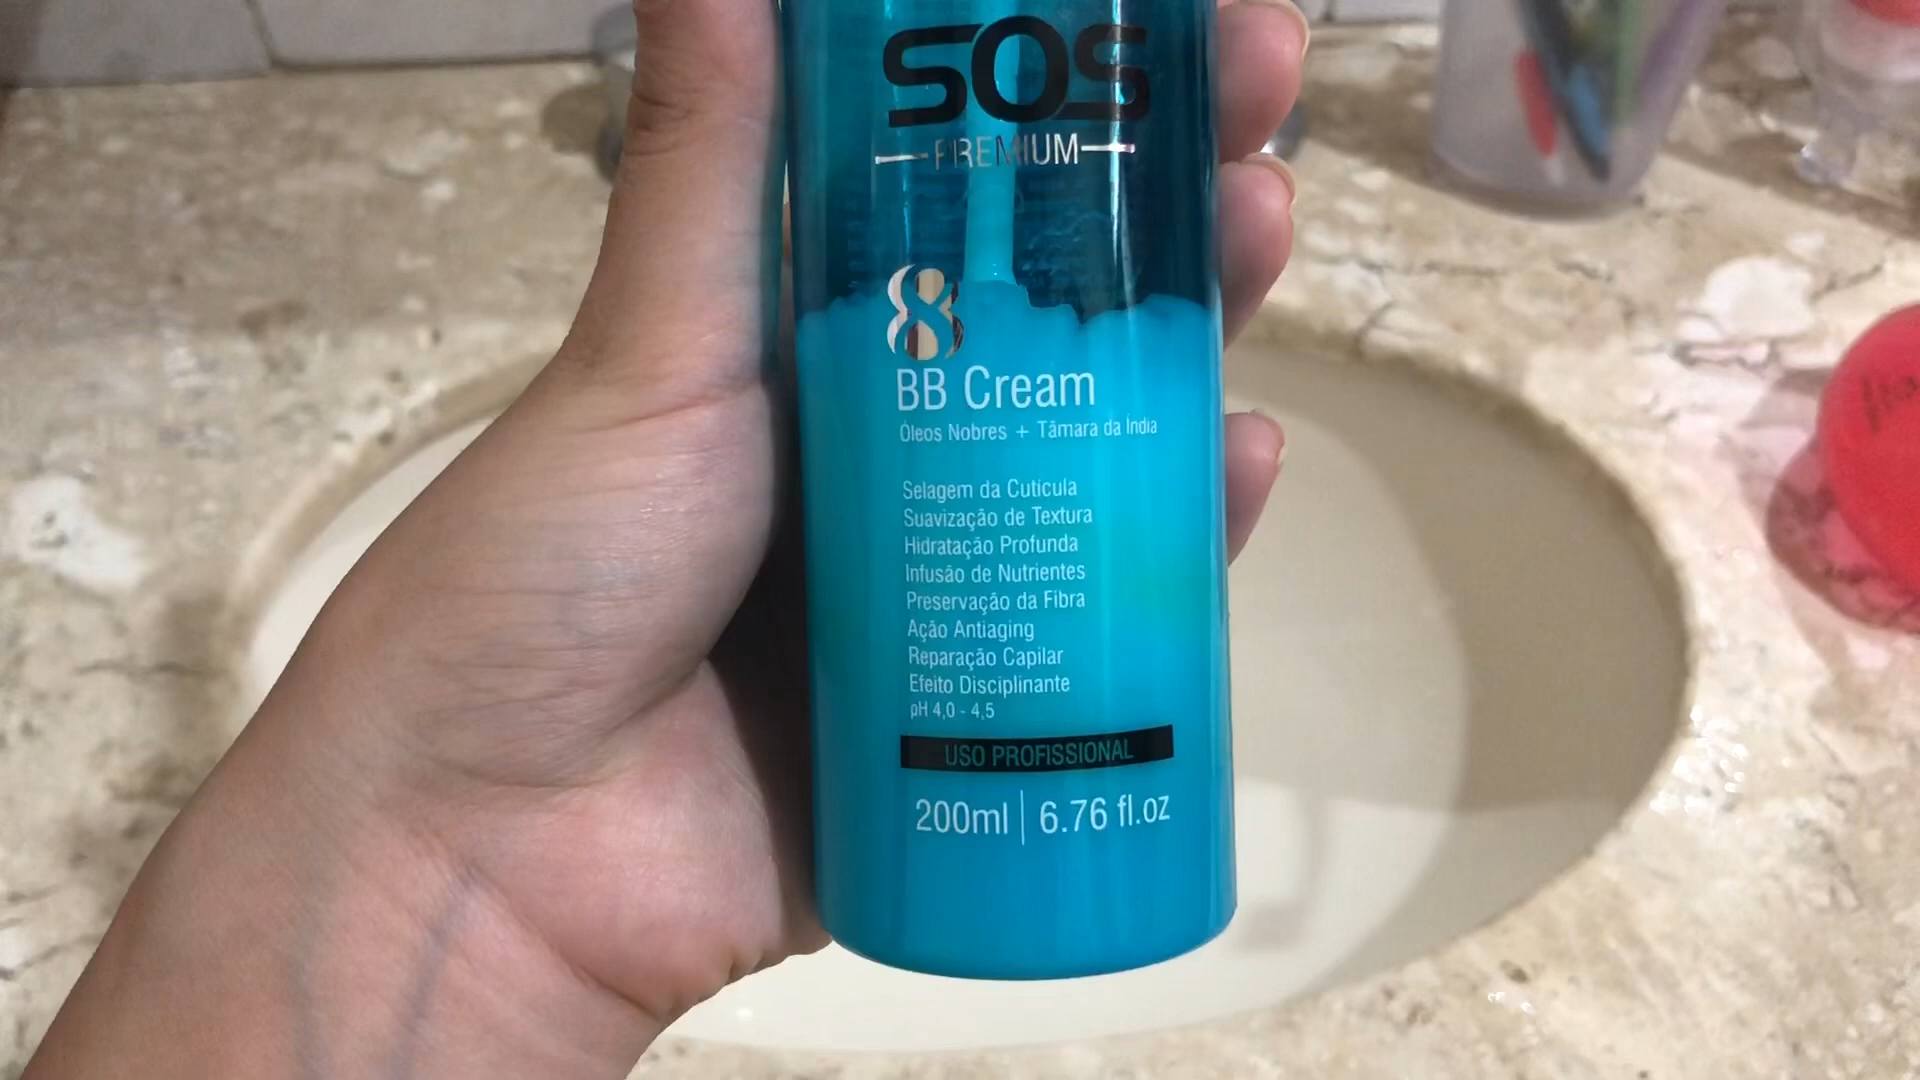 SOS
PREMIUM
8
BB Cream
Óleos Nobres + Tâmara da Índia
Selagem da Cutícula
Suavização de Textura
Hidratação Profunda
Infusão de Nutrientes
Preservação da Fibra
Ação Antiaging
Reparação Capilar
Efeito Disciplinante
pH 4,0 - 4,5
USO PROFISSIONAL
200ml | 6.76 fl.oz